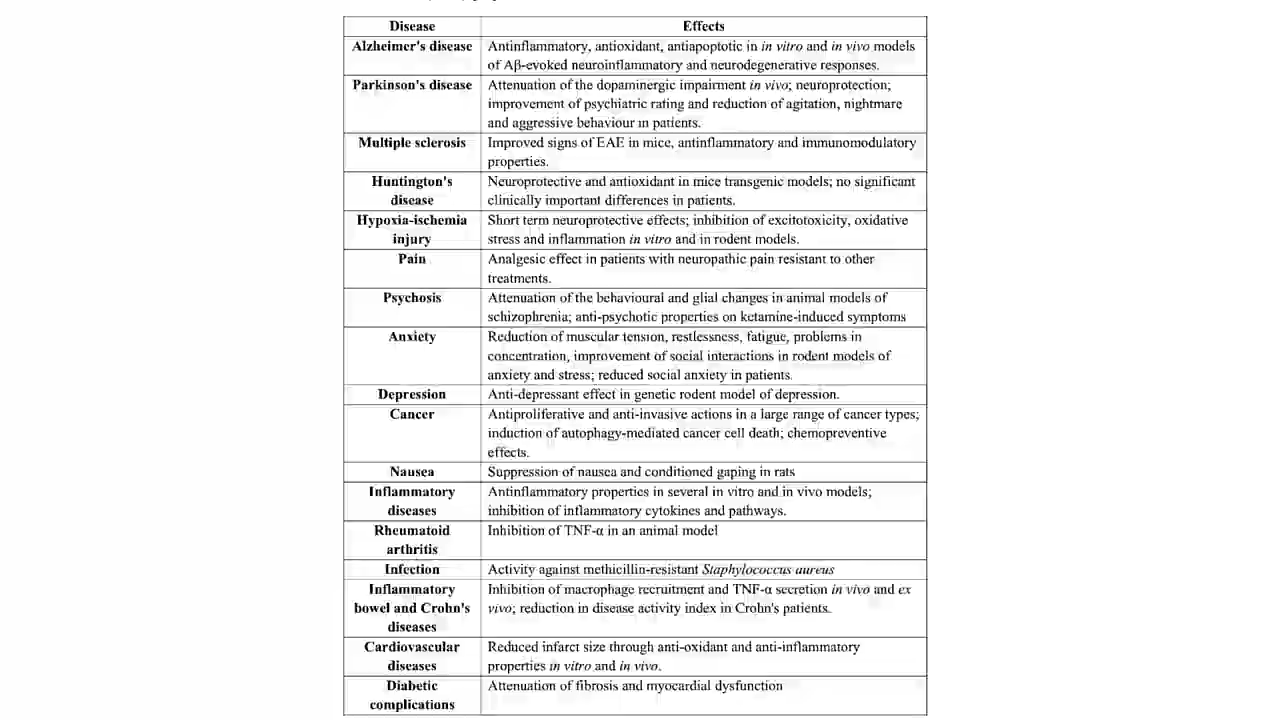 Disease Effects
Alzheimer's disease Antinflammatory, antioxidant, antiapoptotic in in vitro and in vivo models
of Aβ-evoked neuroinflammatory and neurodegenerative responses.
Parkinson's disease Attenuation of the dopaminergic impairment in vivo; neuroprotection;
improvement of psychiatric rating and reduction of agitation, nightmare
and aggressive behaviour in patients.
Multiple sclerosis Improved signs of EAE in mice, antinflammatory and immunomodulatory
properties.
Huntington's Neuroprotective and antioxidant in mice transgenic models; no significant
disease clinically important differences in patients.
Hypoxia-ischemia Short term neuroprotective effects; inhibition of excitotoxicity, oxidative
injury stress and inflammation in vitro and in rodent models.
Pain Analgesic effect in patients with neuropathic pain resistant to other
treatments.
Psychosis Attenuation of the behavioural and glial changes in animal models of
schizophrenia; anti-psychotic properties on ketamine-induced symptoms
Anxiety Reduction of muscular tension, restlessness, fatigue, problems in
concentration, improvement of social interactions in rodent models of
anxiety and stress; reduced social anxiety in patients.
Depression Anti-depressant effect in genetic rodent model of depression.
Cancer Antiproliferative and anti-invasive actions in a large range of cancer types;
induction of autophagy-mediated cancer cell death; chemopreventive
effects.
Nausea Suppression of nausea and conditioned gaping in rats
Inflammatory Antinflammatory properties in several in vitro and in vivo models;
diseases inhibition of inflammatory cytokines and pathways.
Rheumatoid Inhibition of TNF-α in an animal model
arthritis
Infection Activity against methicillin-resistant Staphylococcus aureus
Inflammatory Inhibition of macrophage recruitment and TNF-α secretion in vivo and ex
bowel and Crohn's vivo; reduction in disease activity index in Crohn's patients.
diseases
Cardiovascular Reduced infarct size through anti-oxidant and anti-inflammatory
diseases properties in vitro and in vivo.
Diabetic Attenuation of fibrosis and myocardial dysfunction
complications